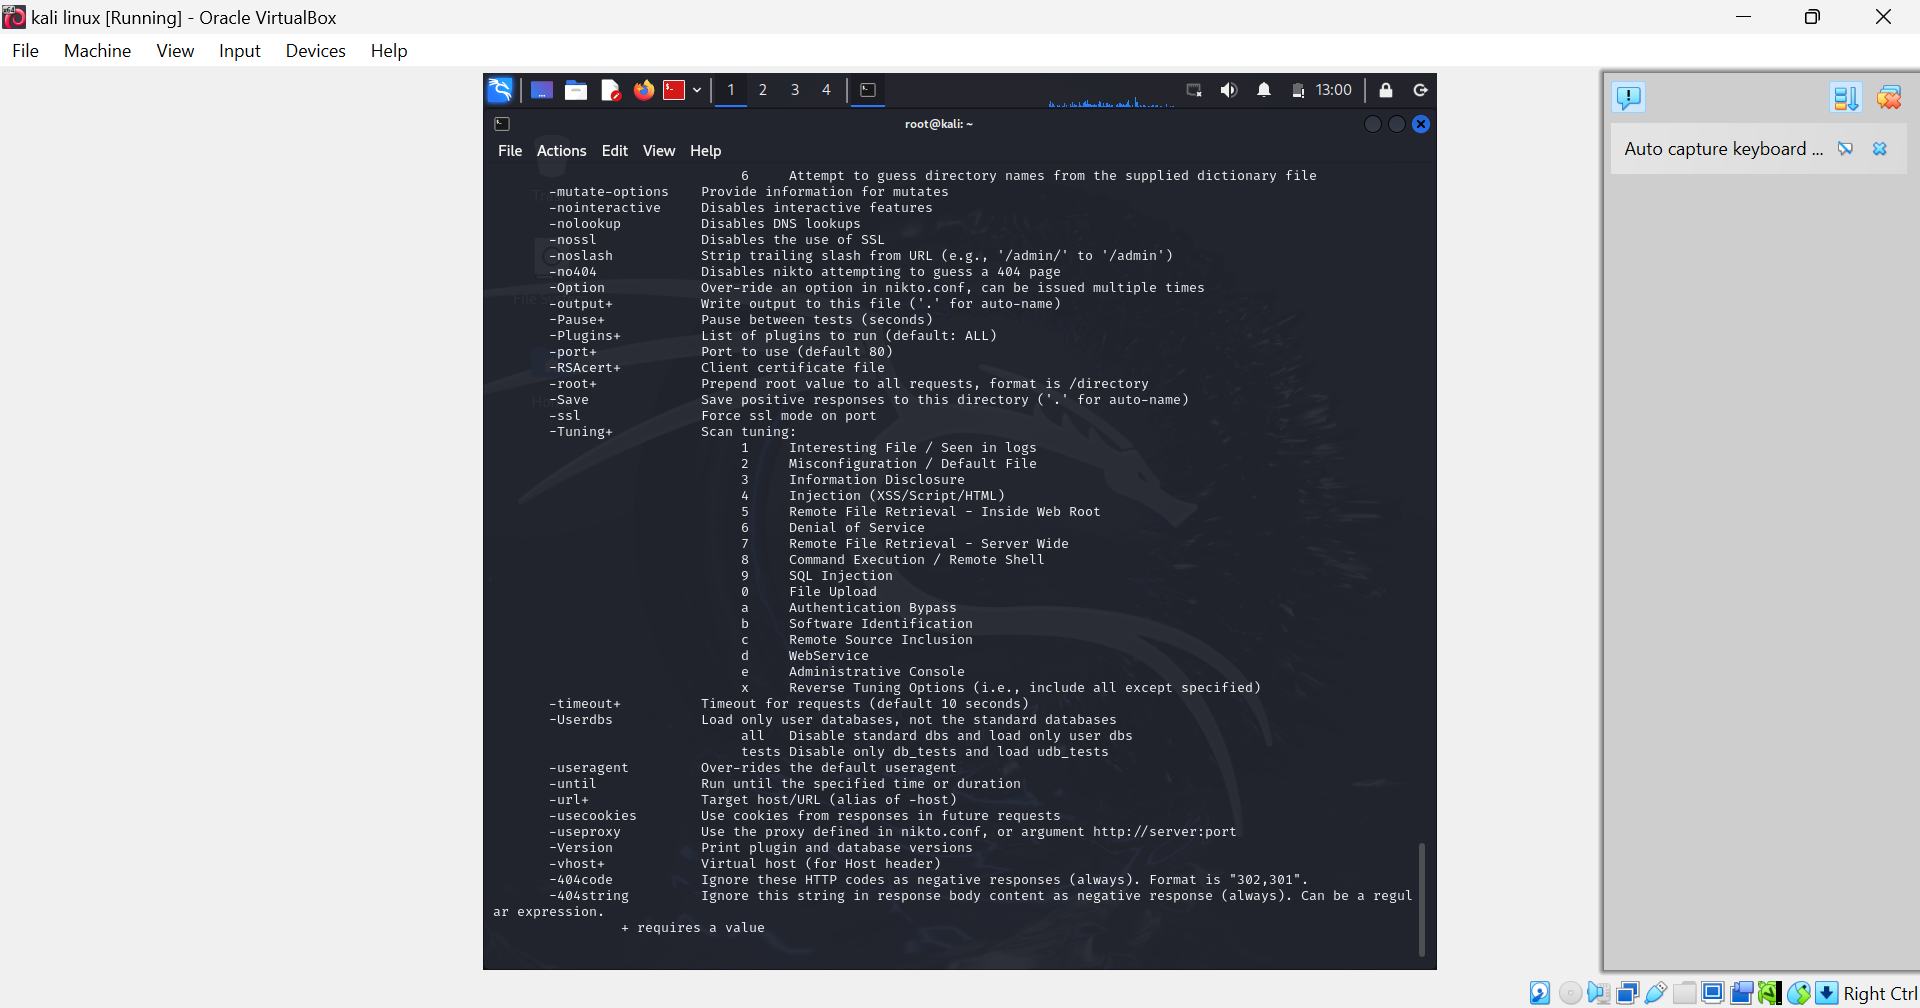 kali linux [Running] - Oracle VirtualBox
File Machine View Input Devices Help
1 2 3 4 13:00
root@kali: ~
File Actions Edit View Help
6 Attempt to guess directory names from the supplied dictionary file
-mutate-options Provide information for mutates
-nointeractive Disables interactive features
-nolookup Disables DNS lookups
-nossl Disables the use of SSL
-noslash Strip trailing slash from URL (e.g., '/admin/' to '/admin')
-no404 Disables nikto attempting to guess a 404 page
-Option Over-ride an option in nikto.conf, can be issued multiple times
-output+ Write output to this file ('.' for auto-name)
-Pause+ Pause between tests (seconds)
-Plugins+ List of plugins to run (default: ALL)
-port+ Port to use (default 80)
-RSAcert+ Client certificate file
-root+ Prepend root value to all requests, format is /directory
-Save Save positive responses to this directory ('.' for auto-name)
-ssl Force ssl mode on port
-Tuning+ Scan tuning:
1 Interesting File / Seen in logs
2 Misconfiguration / Default File
3 Information Disclosure
4 Injection (XSS/Script/HTML)
5 Remote File Retrieval - Inside Web Root
6 Denial of Service
7 Remote File Retrieval - Server Wide
8 Command Execution / Remote Shell
9 SQL Injection
0 File Upload
a Authentication Bypass
b Software Identification
c Remote Source Inclusion
d WebService
e Administrative Console
x Reverse Tuning Options (i.e., include all except specified)
-timeout+ Timeout for requests (default 10 seconds)
-Userdbs Load only user databases, not the standard databases
all Disable standard dbs and load only user dbs
tests Disable only db_tests and load udb_tests
-useragent Over-rides the default useragent
-until Run until the specified time or duration
-url+ Target host/URL (alias of -host)
-usecookies Use cookies from responses in future requests
-useproxy Use the proxy defined in nikto.conf, or argument http://server:port
-Version Print plugin and database versions
-vhost+ Virtual host (for Host header)
-404code Ignore these HTTP codes as negative responses (always). Format is "302,301".
-404string Ignore this string in response body content as negative response (always). Can be a regul
ar expression.
+ requires a value
Auto capture keyboard ...
Right Ctrl